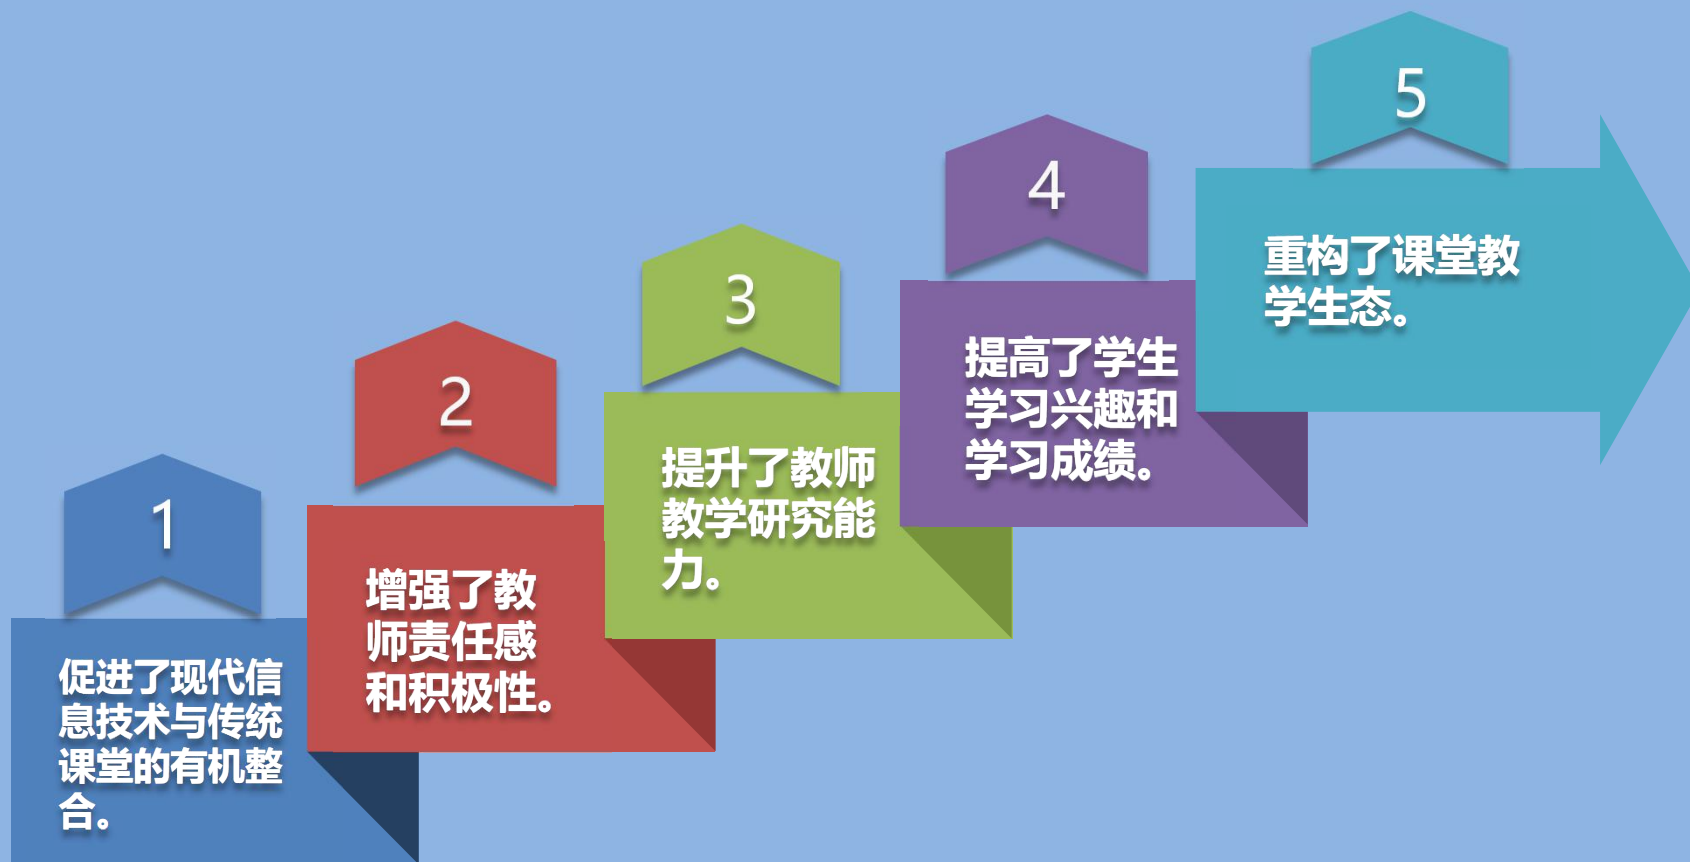 1
促进了现代信
息技术与传统
课堂的有机整
合。
2
增强了教
师责任感
和积极性。
3
提升了教师
教学研究能
力。
4
提高了学生
学习兴趣和
学习成绩。
5
重构了课堂教
学生态。